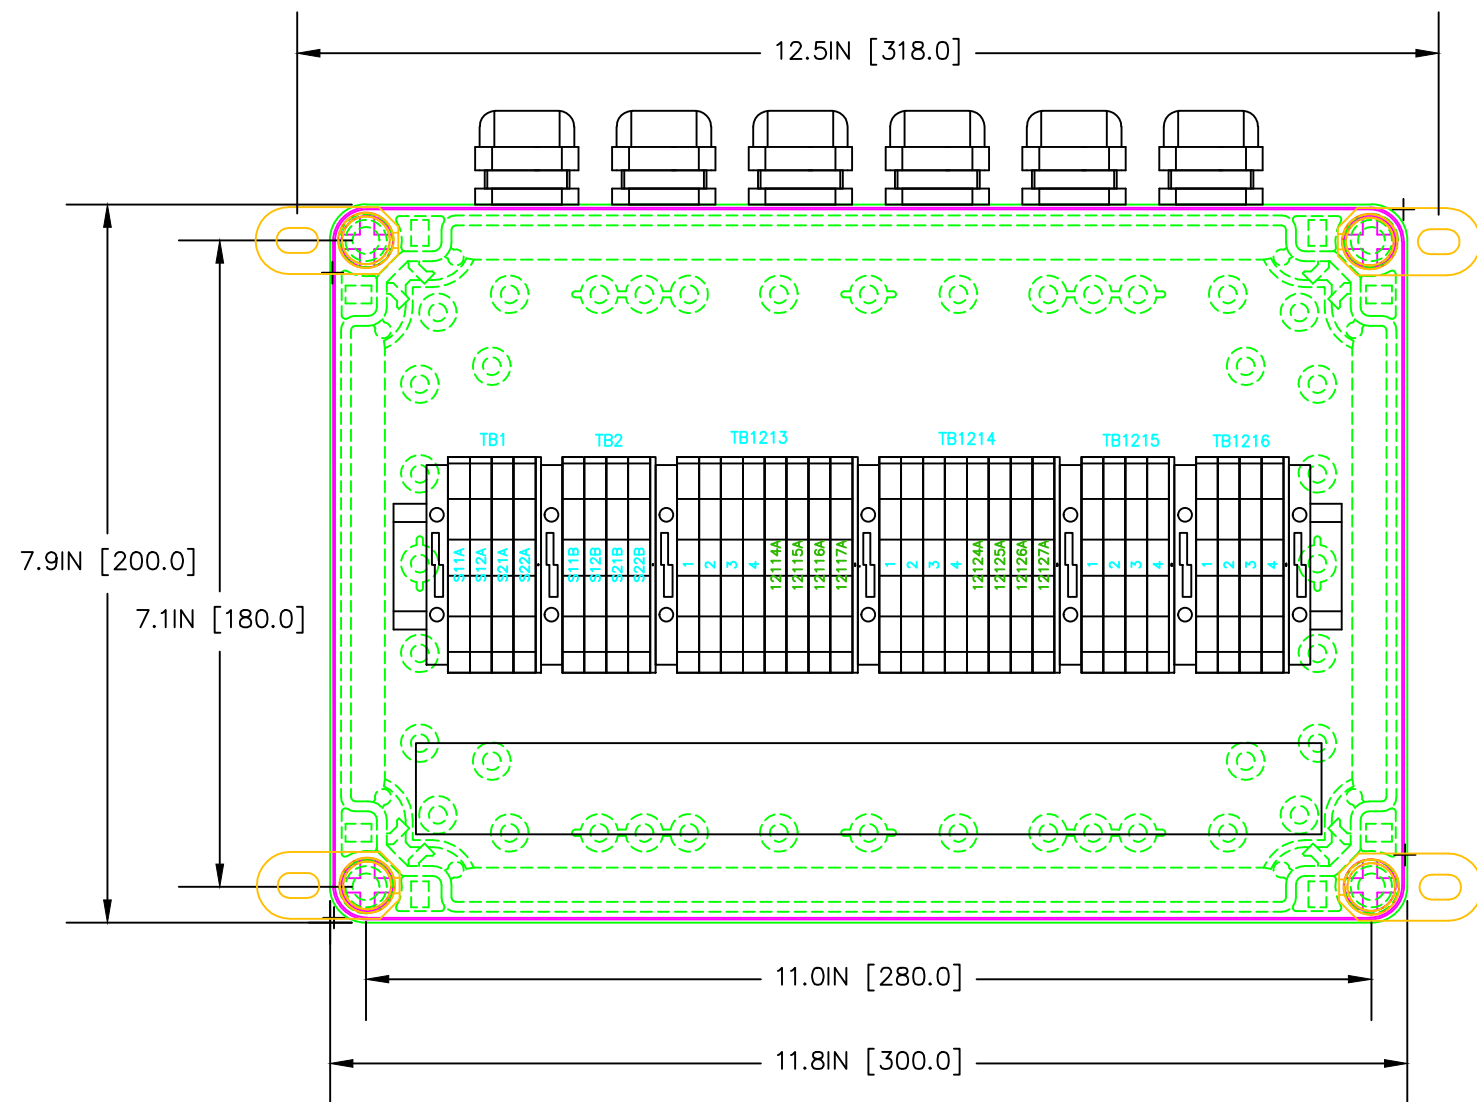 12.5IN [318.0]
TB1 TB2 TB1213 TB1214 TB1215 TB1216
S11A S12A S21A S22A S11B S12B S21B S22B 1 2 3 4 12114A 12115A 12116A 12117A 1 2 3 4 12124A 12125A 12126A 12127A 1 2 3 4 1 2 3 4
7.9IN [200.0]
7.1IN [180.0]
11.0IN [280.0]
11.8IN [300.0]